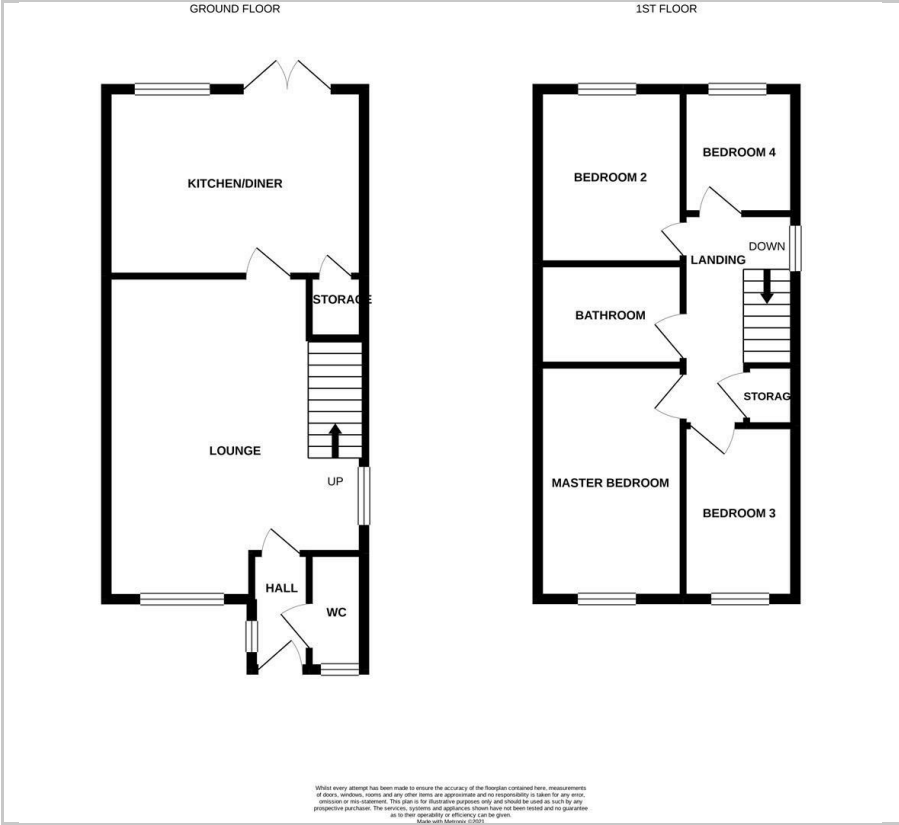 GROUND FLOOR
1ST FLOOR
KITCHEN/DINER
STORAGE
LOUNGE
UP
HALL
WC
BEDROOM 2
BEDROOM 4
DOWN
LANDING
BATHROOM
STORAG
MASTER BEDROOM
BEDROOM 3
Whilst every attempt has been made to ensure the accuracy of the floorplan contained here, measurements
of doors, windows, rooms and any other items are approximate and no responsibility is taken for any error,
omission or mis-statement. This plan is for illustrative purposes only and should be used as such by any
prospective purchaser. The services, systems and appliances shown have not been tested and no guarantee
as to their operability or efficiency can be given.
Made with Metropix ©2021